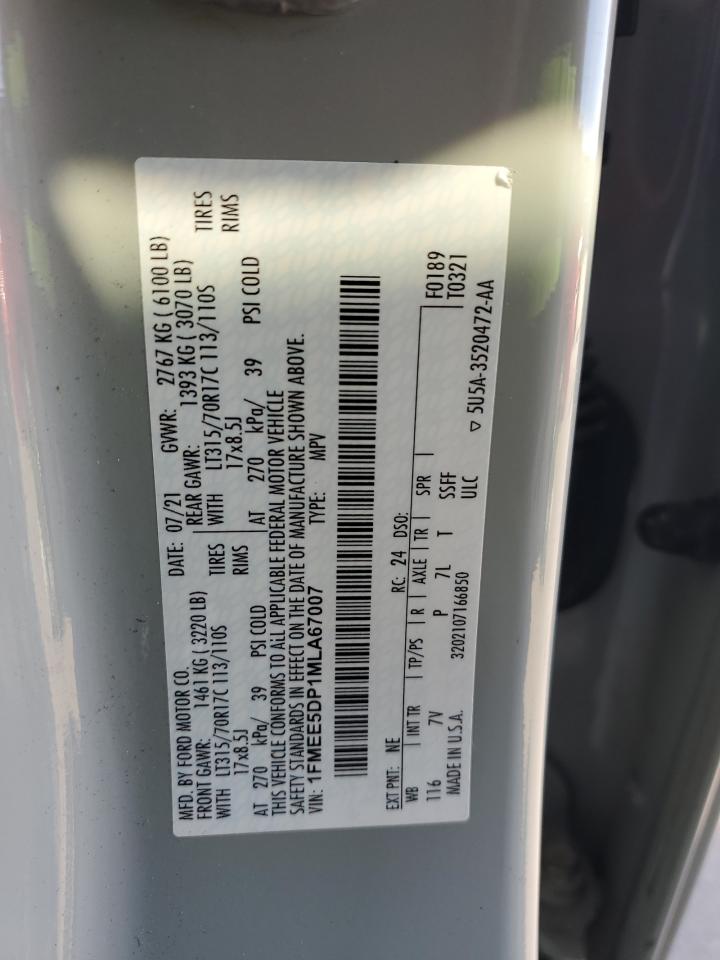 MFD. BY FORD MOTOR CO.
DATE: 07/21 GVWR: 2767 KG ( 6100 LB)
FRONT GAWR: 1461 KG ( 3220 LB) REAR GAWR: 1393 KG ( 3070 LB)
WITH LT315/70R17C 113/110S TIRES WITH LT315/70R17C 113/110S TIRES
17x8.5J RIMS 17x8.5J RIMS
AT 270 kPa/ 39 PSI COLD AT 270 kPa/ 39 PSI COLD
THIS VEHICLE CONFORMS TO ALL APPLICABLE FEDERAL MOTOR VEHICLE
SAFETY STANDARDS IN EFFECT ON THE DATE OF MANUFACTURE SHOWN ABOVE.
VIN: 1FMEE5DP1MLA67007 TYPE: MPV
EXT PNT: NE RC: 24 DSO:
WB INT TR TP/PS R AXLE TR SPR F0189
116 7V P 7L T SSFF T0321
MADE IN U.S.A. 3202107166850 ULC ▽ 5U5A-3520472-AA